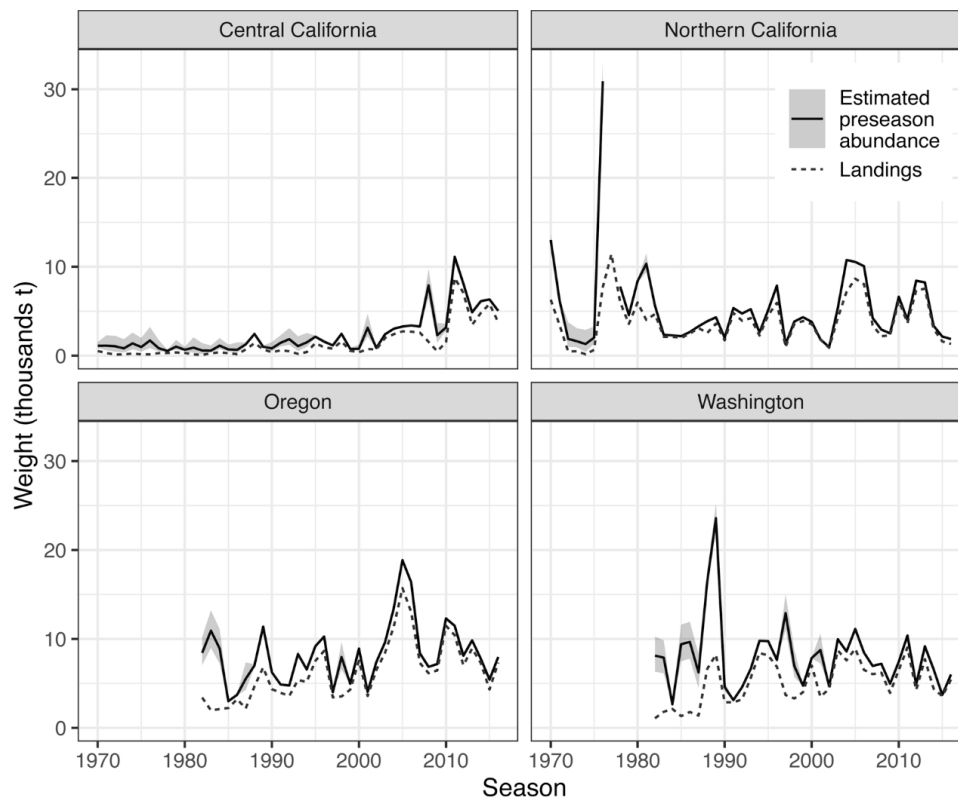 Central California
Northern California
Estimated
preseason
abundance
Landings
30
20
10
0
Oregon
Washington
30
20
10
0
1970 1980 1990 2000 2010
1970 1980 1990 2000 2010
Weight (thousands t)
Season